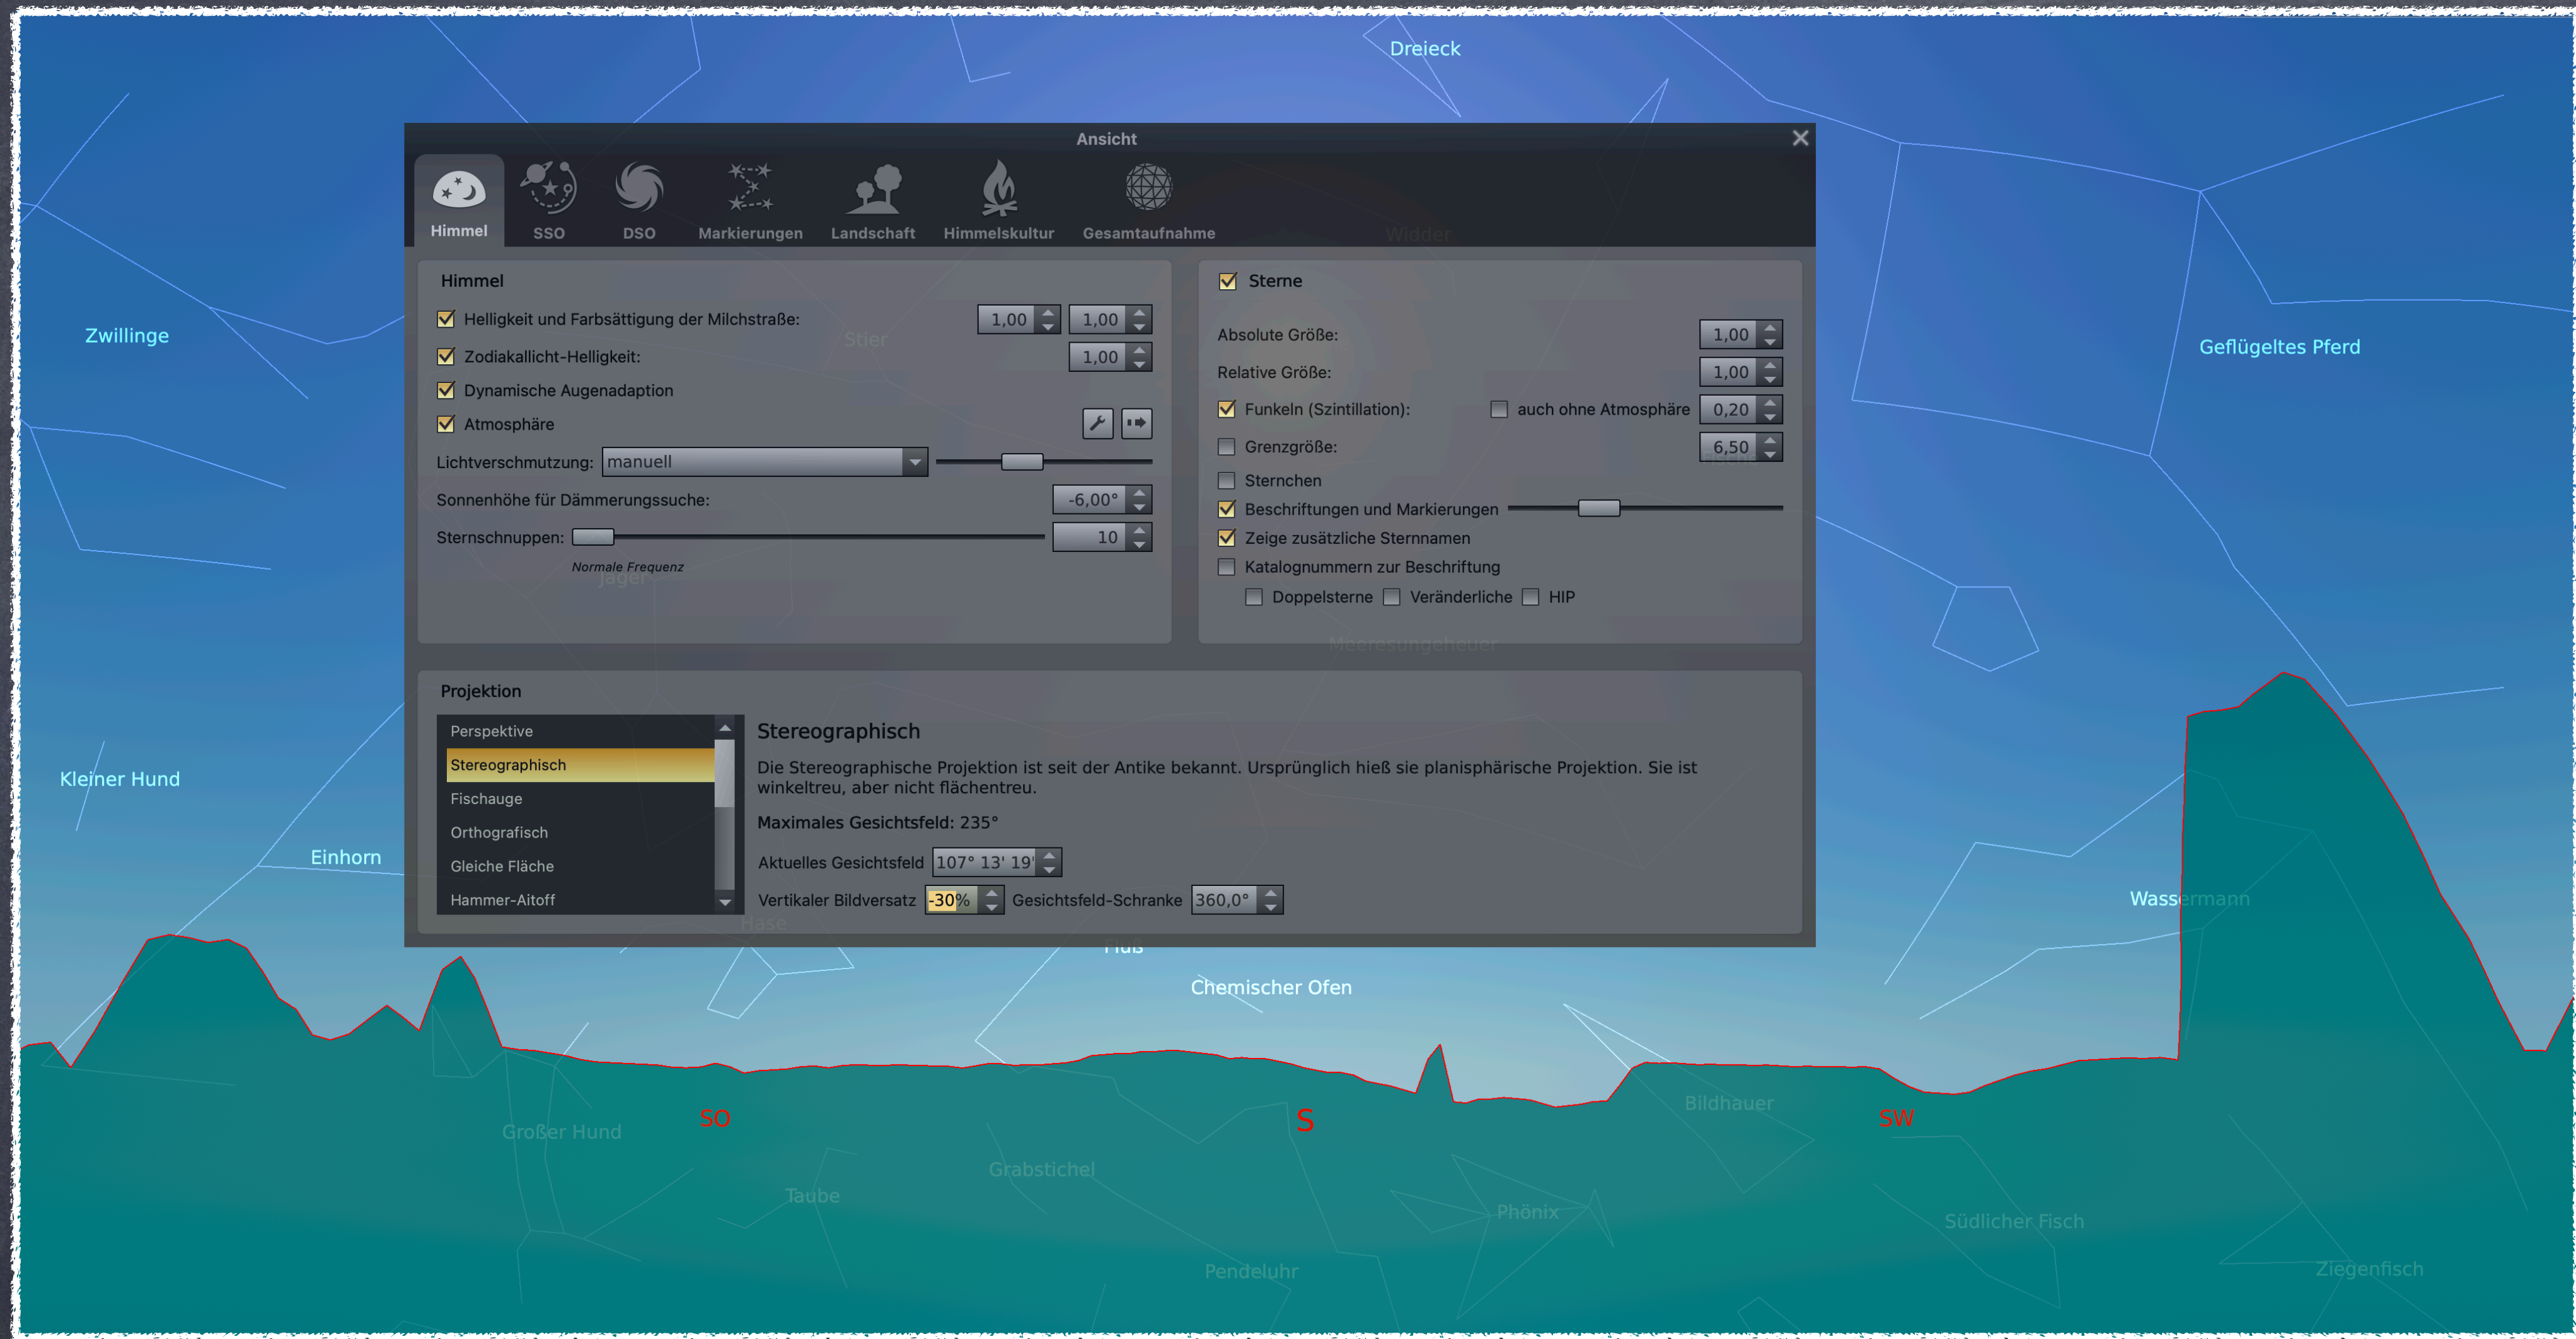 Dreieck
Ansicht
Himmel
SSO
DSO
Markierungen
Landschaft
Himmelskultur
Gesamtaufnahme
Widder
Himmel
Helligkeit und Farbsättigung der Milchstraße: 1,00 1,00
Stier
Zodiakallicht-Helligkeit: 1,00
Dynamische Augenadaption
Atmosphäre
Lichtverschmutzung: manuell
Sonnenhöhe für Dämmerungssuche: -6,00°
Sternschnuppen: 10
Normale Frequenz
Jäger
Sterne
Absolute Größe: 1,00
Relative Größe: 1,00
Funkeln (Szintillation): auch ohne Atmosphäre 0,20
Grenzgröße: 6,50
Sternchen
Beschriftungen und Markierungen
Zeige zusätzliche Sternnamen
Katalognummern zur Beschriftung
Doppelsterne Veränderliche HIP
Meeresungeheuer
Projektion
Perspektive
Stereographisch
Fischauge
Orthografisch
Gleiche Fläche
Hammer-Aitoff
Stereographisch
Die Stereographische Projektion ist seit der Antike bekannt. Ursprünglich hieß sie planisphärische Projektion. Sie ist
winkeltreu, aber nicht flächentreu.
Maximales Gesichtsfeld: 235°
Aktuelles Gesichtsfeld 107° 13' 19'
Vertikaler Bildversatz -30% Gesichtsfeld-Schranke 360,0°
Hase
Zwillinge
Geflügeltes Pferd
Kleiner Hund
Einhorn
Wassermann
Chemischer Ofen
SO
S
SW
Bildhauer
Großer Hund
Grabstichel
Taube
Phönix
Südlicher Fisch
Pendeluhr
Ziegenfisch